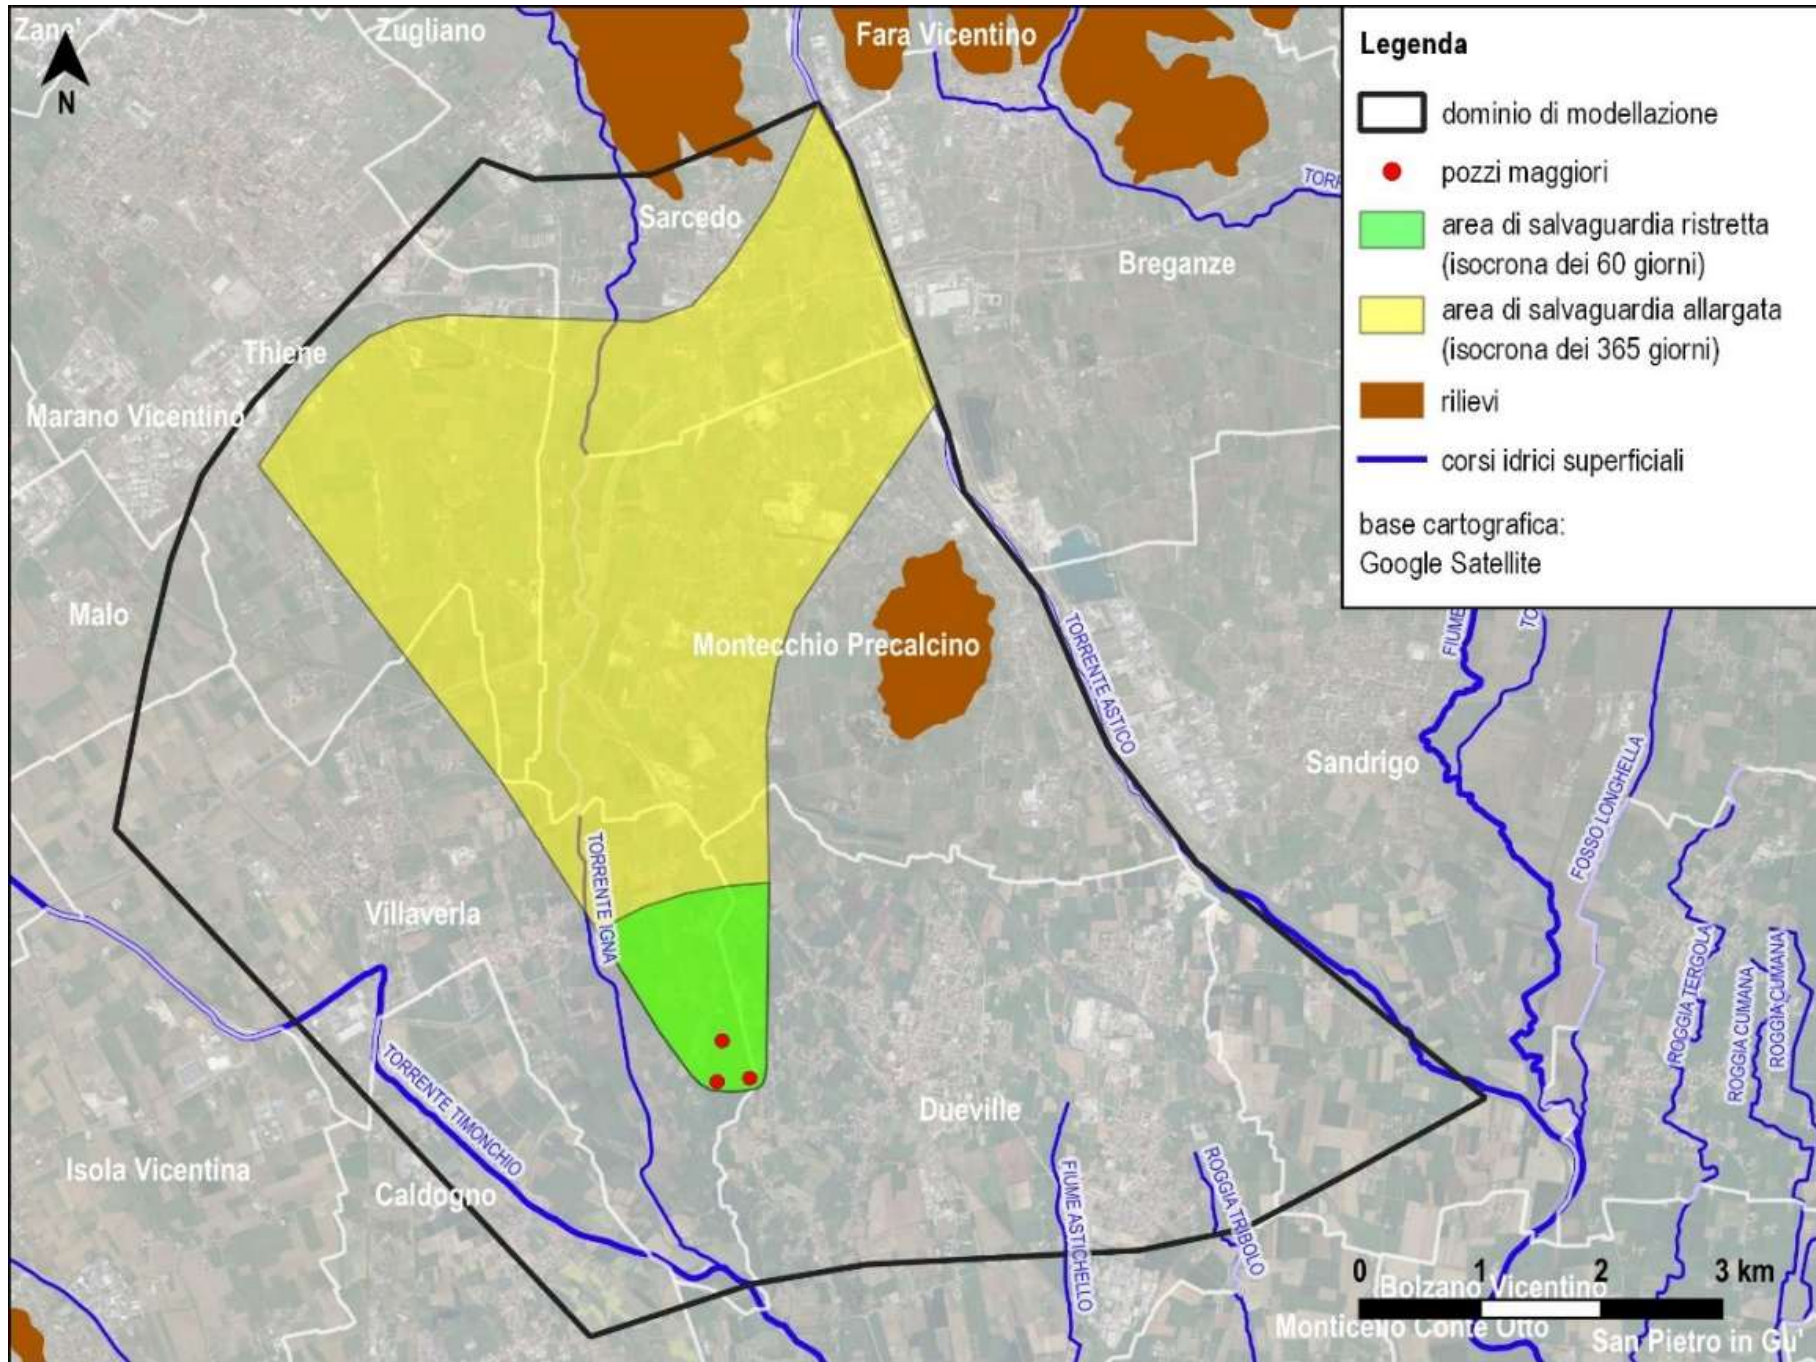 Zane'
Zugliano
Fara Vicentino
N
Sarcedo
Breganze
Thiene
Marano Vicentino
Malo
Montecchio Precalcino
TORRENTE ASTICO
Sandrigo
FOSSO LONGHELLA
Villaverla
TORRENTE IGNA
ROGGIA TERGOLA
ROGGIA CUMANA
ROGGIA CUMANA
TORRENTE TIMONCHIO
Dueville
Isola Vicentina
Caldogno
FIUME ASTICHELLO
ROGGIA TRIBOLO
Bolzano Vicentino
Monticello Conte Otto
San Pietro in Gu'
TORR
FIUME
TO
Legenda
dominio di modellazione
pozzi maggiori
area di salvaguardia ristretta
(isocrona dei 60 giorni)
area di salvaguardia allargata
(isocrona dei 365 giorni)
rilievi
corsi idrici superficiali
base cartografica:
Google Satellite
0 1 2 3 km